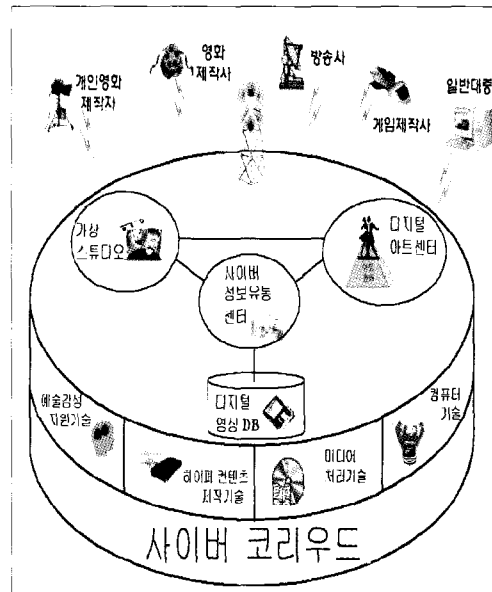 개인영화
제작자
영화
제작사
방송사
게임제작사
일반대중
가상
스튜디오
디지털
아트센터
사이버
정보유통
센터
디지털
영상 DB
예술감성
지원기술
하이퍼 컨텐츠
제작기술
미디어
처리기술
컴퓨터
기술
사이버 코리우드